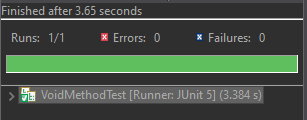 Finished after 3.65 seconds
Runs: 1/1 Errors: 0 Failures: 0
VoidMethodTest [Runner: JUnit 5] (3.384 s)